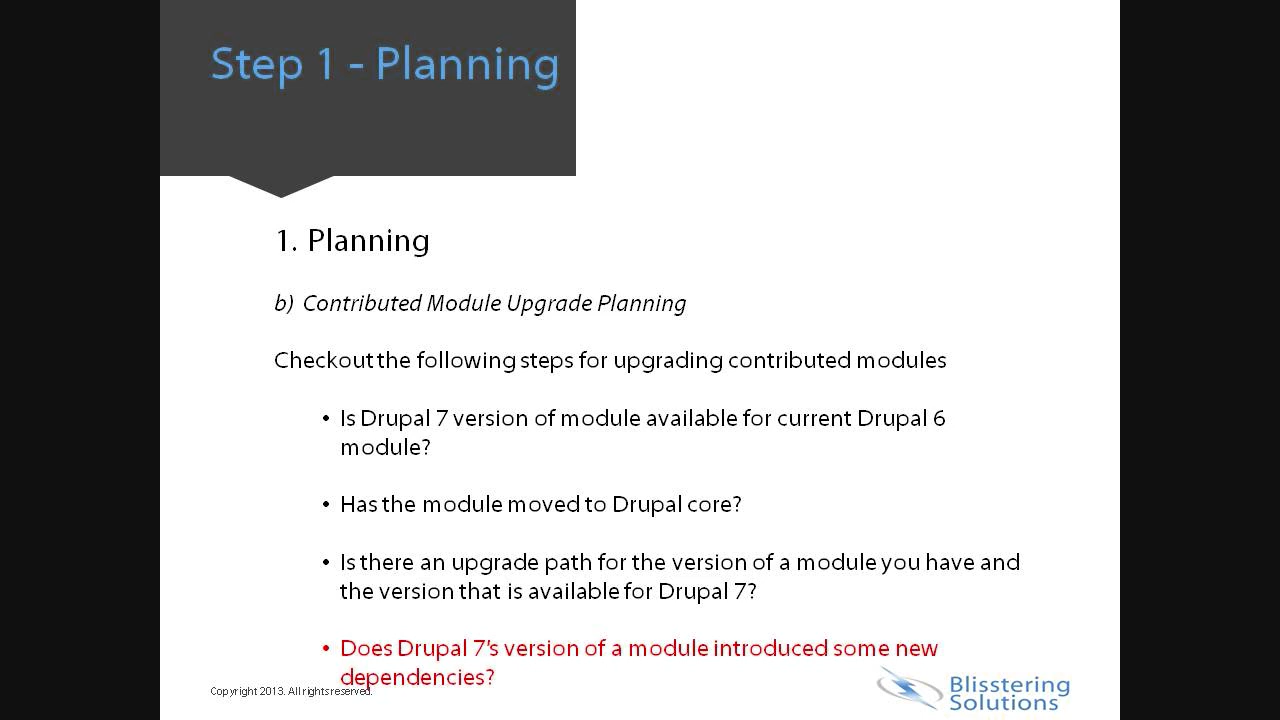 Step 1 - Planning
1. Planning
b) Contributed Module Upgrade Planning
Checkout the following steps for upgrading contributed modules
• Is Drupal 7 version of module available for current Drupal 6
module?
• Has the module moved to Drupal core?
• Is there an upgrade path for the version of a module you have and
the version that is available for Drupal 7?
• Does Drupal 7's version of a module introduced some new
dependencies?
Copyright 2013. All rights reserved.
Blisstering
Solutions